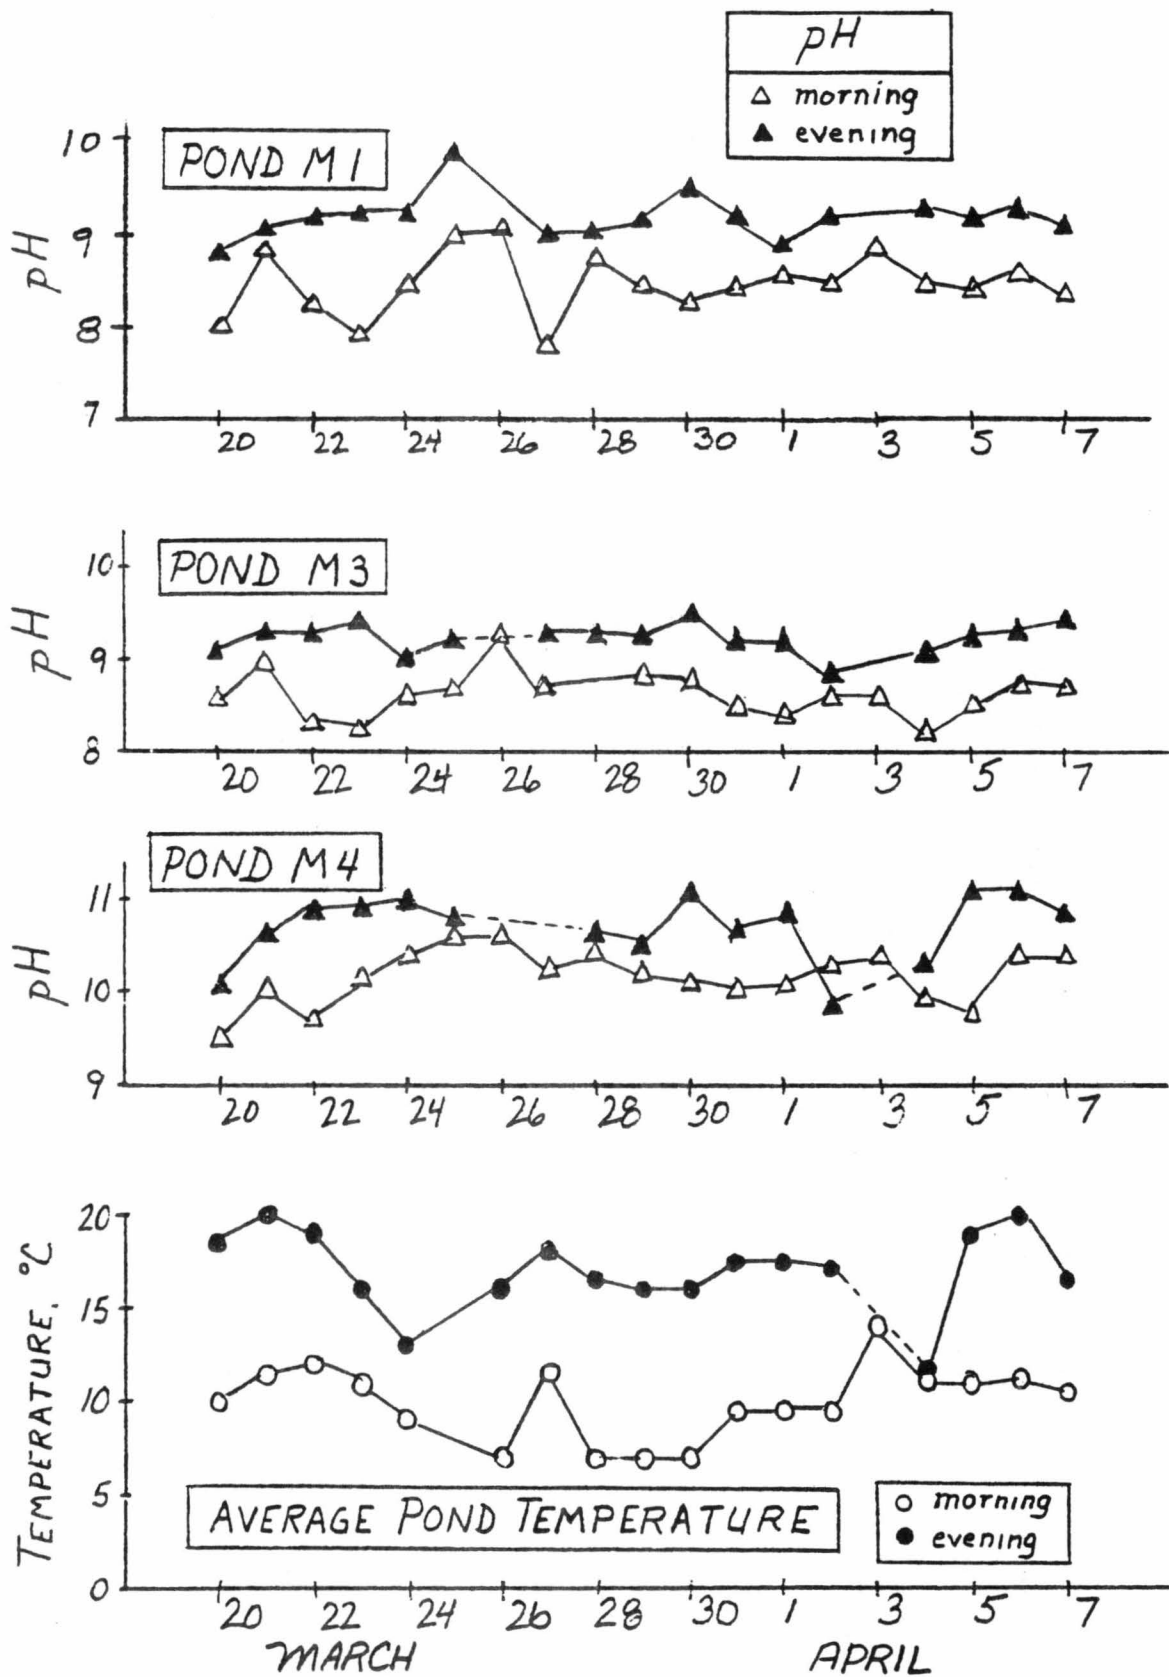 pH
△ morning
▲ evening
POND M1
10
9
8
7
pH
20 22 24 26 28 30 1 3 5 7
POND M3
10
9
8
pH
20 22 24 26 28 30 1 3 5 7
POND M4
11
10
9
pH
20 22 24 26 28 30 1 3 5 7
20
15
10
5
0
TEMPERATURE, °C
AVERAGE POND TEMPERATURE
○ morning
● evening
20 22 24 26 28 30 1 3 5 7
MARCH APRIL